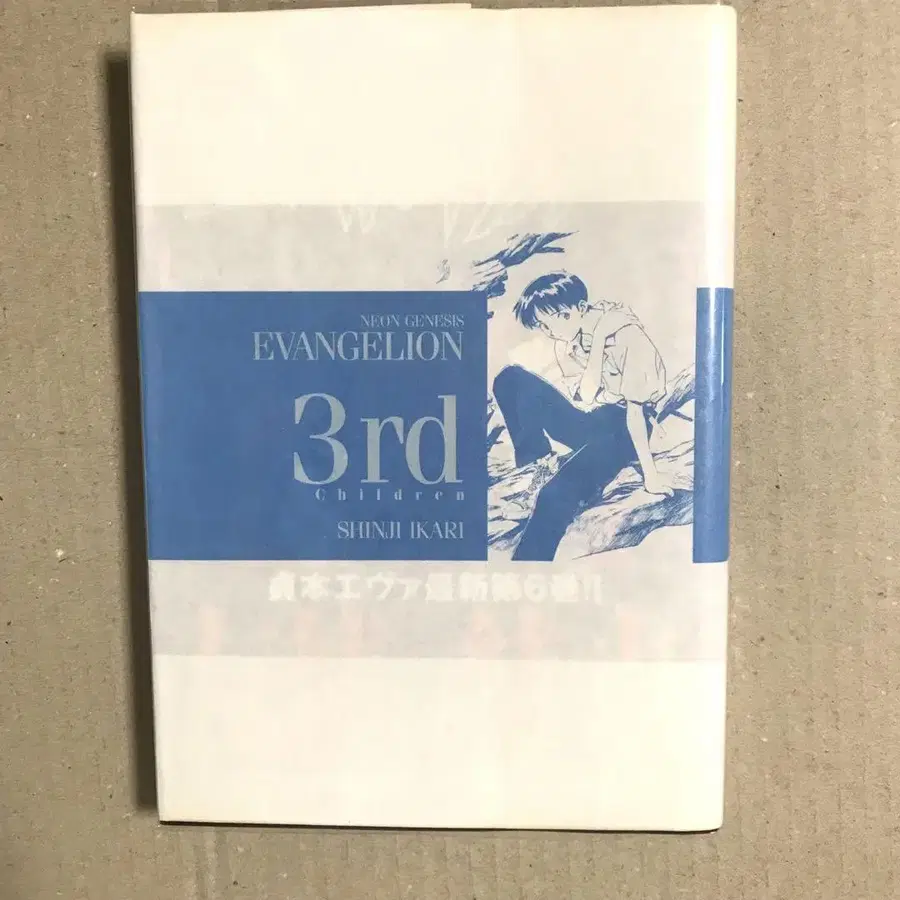 NEON GENESIS
EVANGELION
3rd
Children
SHINJI IKARI
貞本エヴァ最新第6巻!!